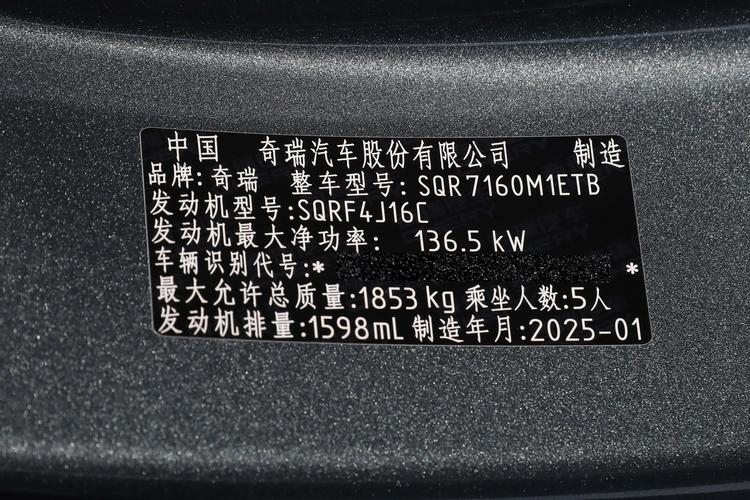 中国 奇瑞汽车股份有限公司 制造
品牌:奇瑞 整车型号:SQR7160M1ETB
发动机型号:SQRF4J16C
发动机最大净功率: 136.5 kW
车辆识别代号:* *
最大允许总质量:1853kg 乘坐人数:5人
发动机排量:1598mL 制造年月:2025-01